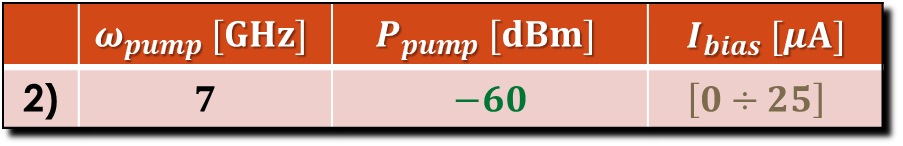 ω_pump [GHz] P_pump [dBm] I_bias [μA]
2) 7 −60 [0 ÷ 25]